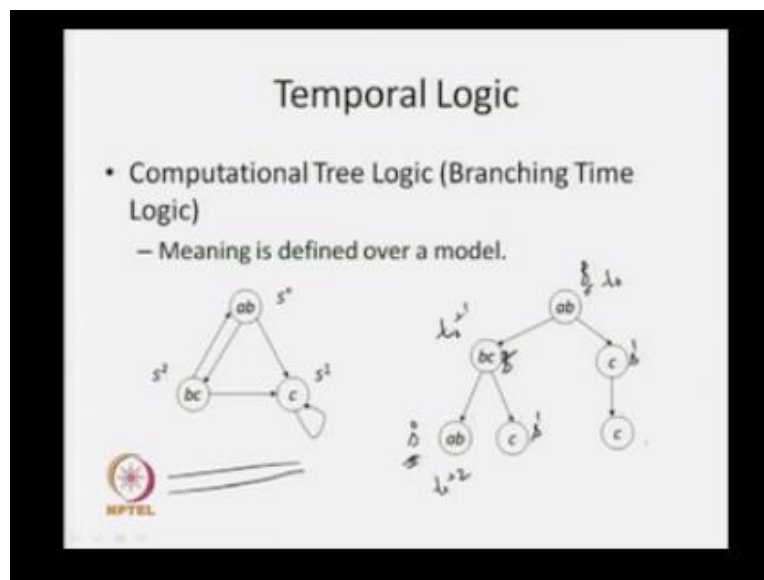 Temporal Logic
• Computational Tree Logic (Branching Time
Logic)
– Meaning is defined over a model.
ab s⁰ ab
s² s¹ bc c
bc c
ab c c
NPTEL